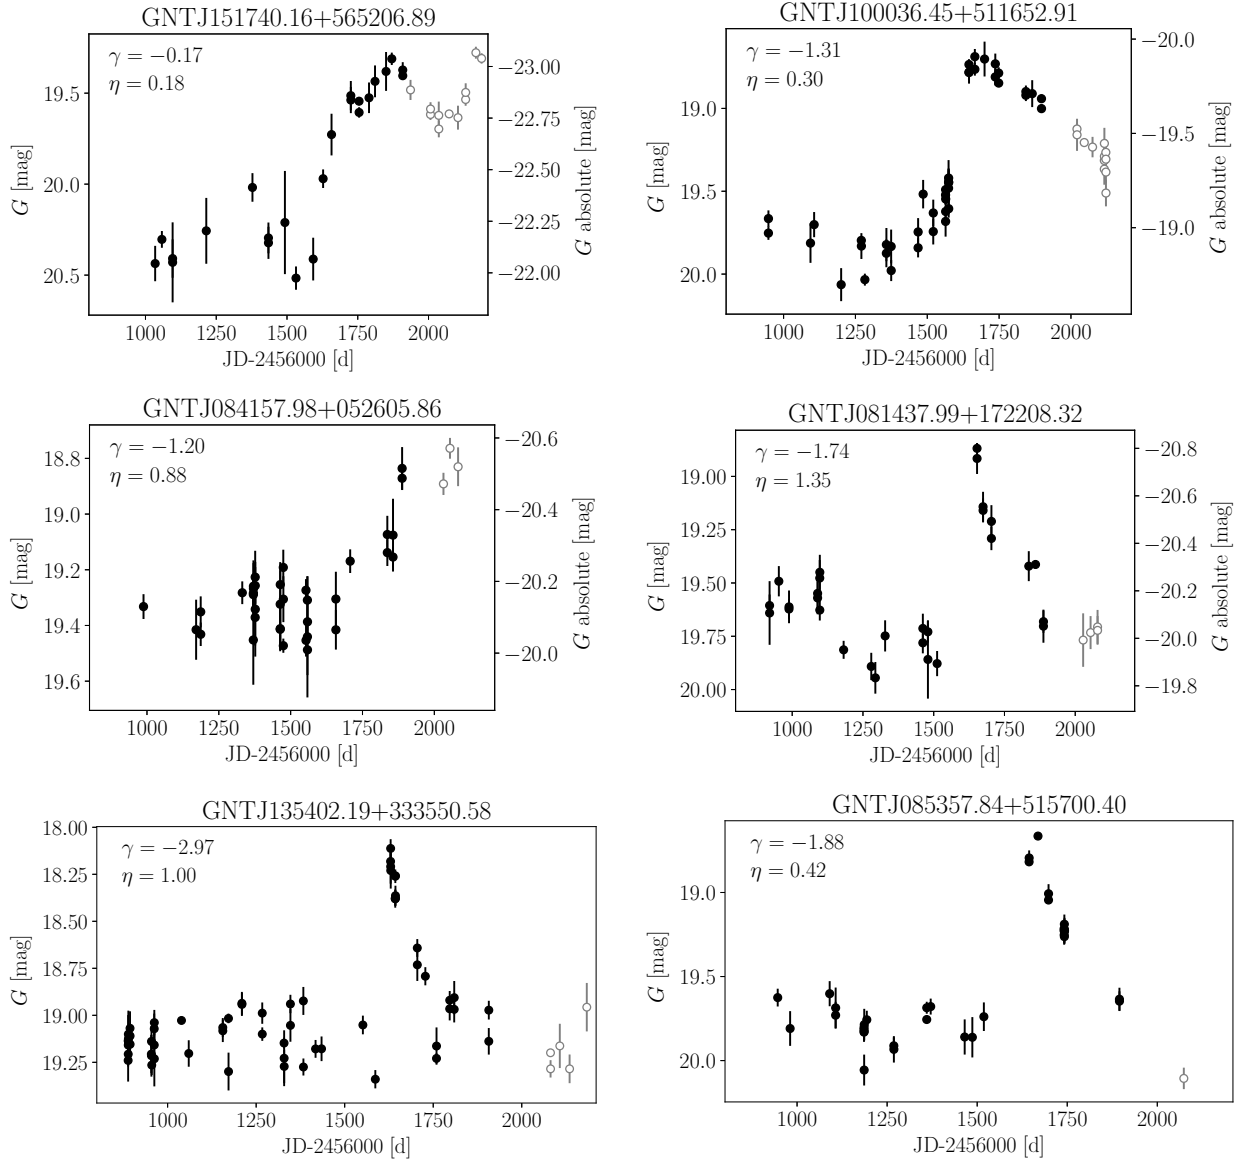 GNTJ151740.16+565206.89
γ = −0.17
η = 0.18
19.5
20.0
20.5
G [mag]
−23.00
−22.75
−22.50
−22.25
−22.00
G absolute [mag]
1000 1250 1500 1750 2000
JD-2456000 [d]
GNTJ100036.45+511652.91
γ = −1.31
η = 0.30
19.0
19.5
20.0
G [mag]
−20.0
−19.5
−19.0
G absolute [mag]
1000 1250 1500 1750 2000
JD-2456000 [d]
GNTJ084157.98+052605.86
γ = −1.20
η = 0.88
18.8
19.0
19.2
19.4
19.6
G [mag]
−20.6
−20.4
−20.2
−20.0
G absolute [mag]
1000 1250 1500 1750 2000
JD-2456000 [d]
GNTJ081437.99+172208.32
γ = −1.74
η = 1.35
19.00
19.25
19.50
19.75
20.00
G [mag]
−20.8
−20.6
−20.4
−20.2
−20.0
−19.8
G absolute [mag]
1000 1250 1500 1750 2000
JD-2456000 [d]
GNTJ135402.19+333550.58
γ = −2.97
η = 1.00
18.00
18.25
18.50
18.75
19.00
19.25
G [mag]
1000 1250 1500 1750 2000
JD-2456000 [d]
GNTJ085357.84+515700.40
γ = −1.88
η = 0.42
19.0
19.5
20.0
G [mag]
1000 1250 1500 1750 2000
JD-2456000 [d]